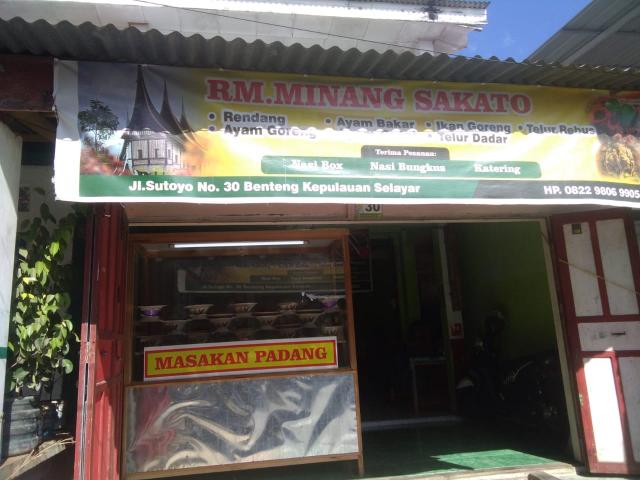 RM.MINANG SAKATO
• Rendang • Ayam Bakar • Ikan Goreng • Telur Rebus
• Ayam Goreng • Telur Dadar
Terima Pesanan:
Nasi Box Nasi Bungkus Katering
Jl.Sutoyo No. 30 Benteng Kepulauan Selayar HP. 0822 9806 9905
30
MASAKAN PADANG